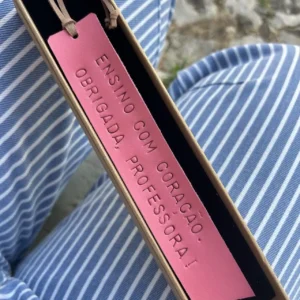 ENSINO COM CORAÇÃO.
OBRIGADA, PROFESSORA!